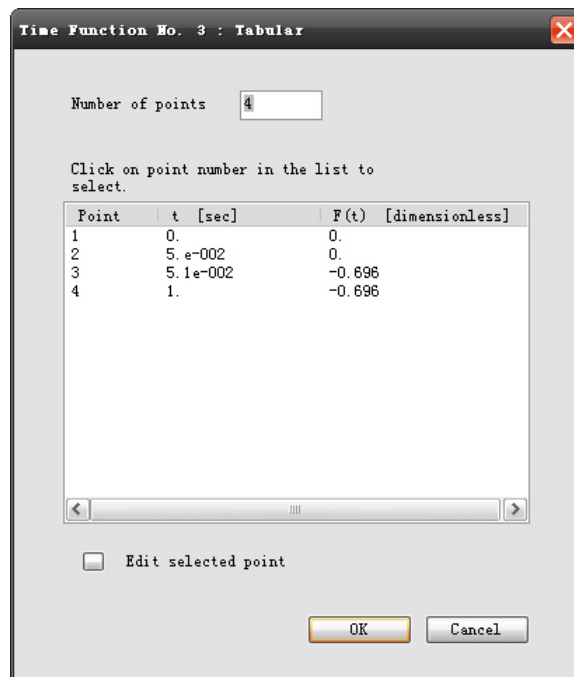 Time Function No. 3 : Tabular
Number of points 4
Click on point number in the list to
select.
Point t [sec] F(t) [dimensionless]
1 0. 0.
2 5.e-002 0.
3 5.1e-002 -0.696
4 1. -0.696
Edit selected point
OK Cancel